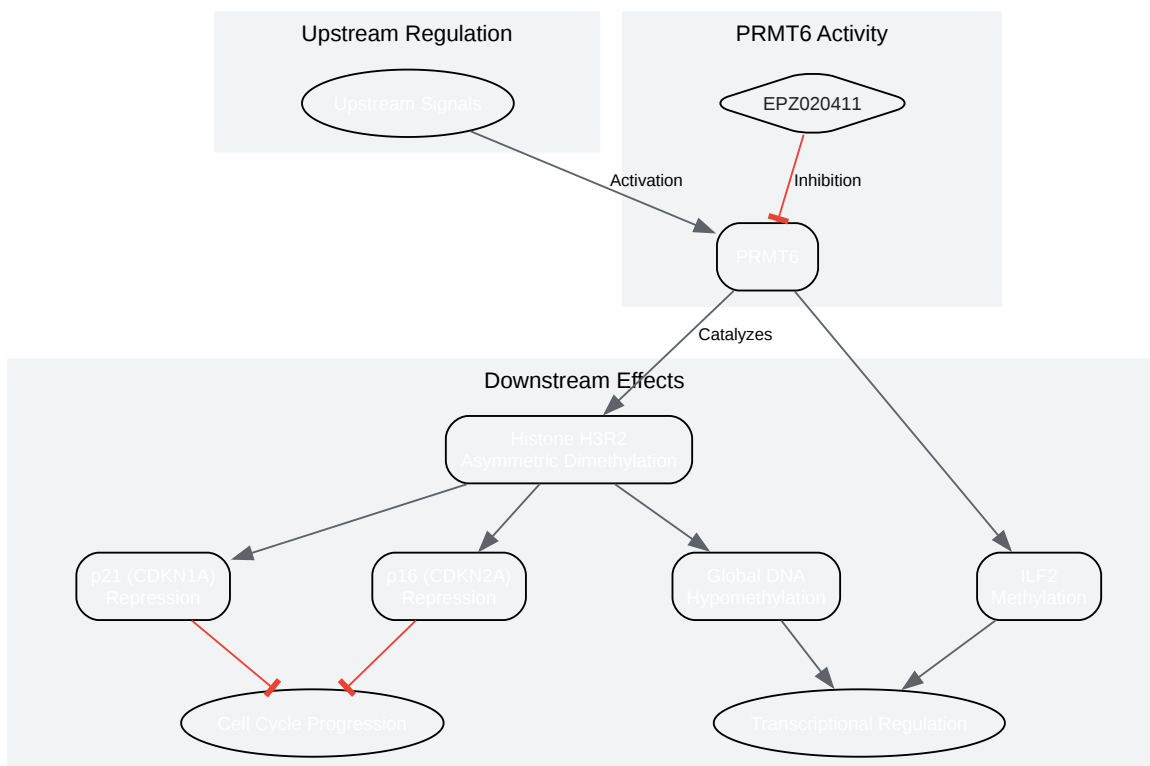 Upstream Regulation
PRMT6 Activity
Upstream Signals
EPZ020411
Activation
Inhibition
PRMT6
Catalyzes
Downstream Effects
Histone H3R2
Asymmetric Dimethylation
p21 (CDKN1A)
Repression
p16 (CDKN2A)
Repression
Global DNA
Hypomethylation
ILF2
Methylation
Cell Cycle Progression
Transcriptional Regulation